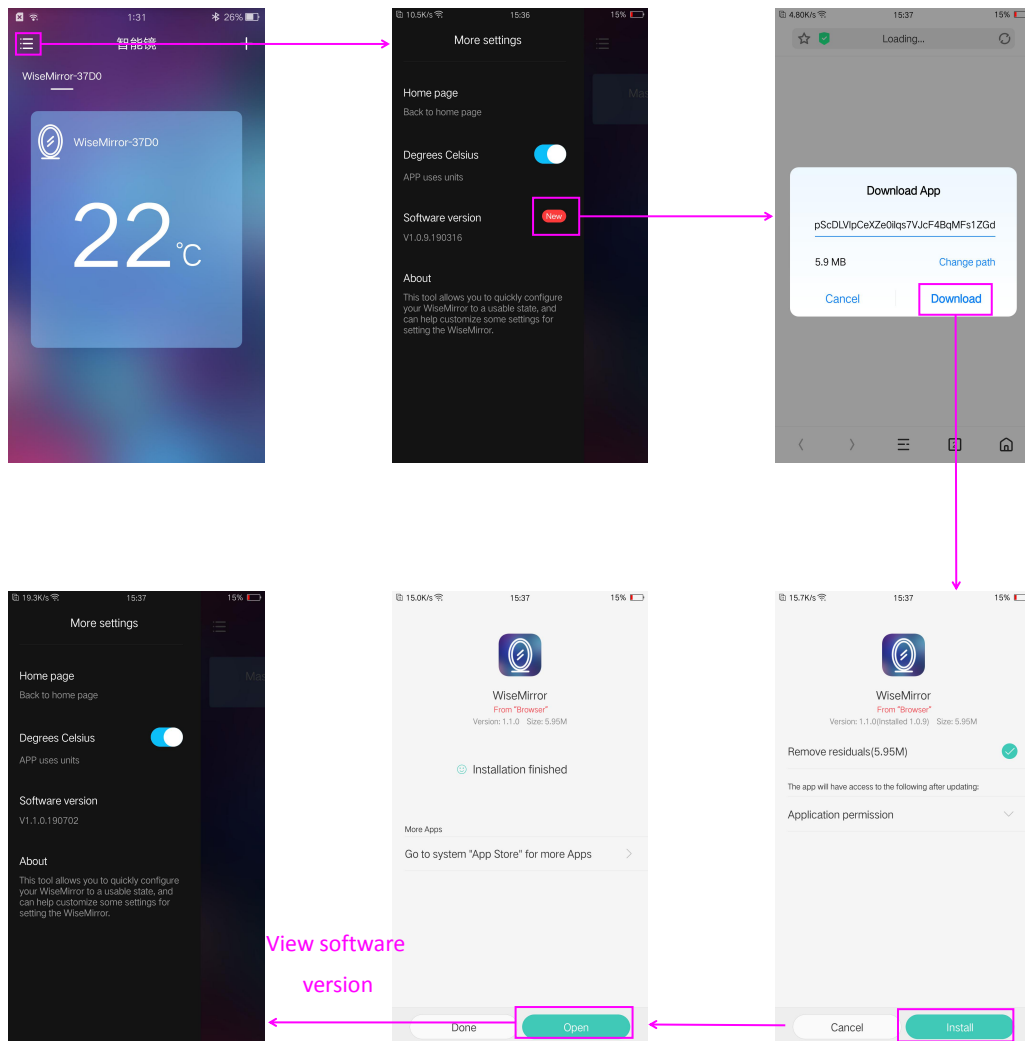 1:31
26%
智能镜
WiseMirror-37D0
WiseMirror-37D0
22 °C
10.5K/s
15:36
15%
More settings
Home page
Back to home page
Mas
Degrees Celsius
APP uses units
Software version
New
V1.0.9.190316
About
This tool allows you to quickly configure
your WiseMirror to a usable state, and
can help customize some settings for
setting the WiseMirror.
4.80K/s
15:37
15%
Loading...
Download App
pScDLVIpCeXZe0ilqs7VJcF4BqMFs1ZGd
5.9 MB
Change path
Cancel
Download
19.3K/s
15:37
15%
More settings
Home page
Back to home page
Mas
Degrees Celsius
APP uses units
Software version
V1.1.0.190702
About
This tool allows you to quickly configure
your WiseMirror to a usable state, and
can help customize some settings for
setting the WiseMirror.
View software
version
15.0K/s
15:37
15%
WiseMirror
From "Browser"
Version: 1.1.0 Size: 5.95M
Installation finished
More Apps
Go to system "App Store" for more Apps
Done
Open
15.7K/s
15:37
15%
WiseMirror
From "Browser"
Version: 1.1.0(Installed 1.0.9) Size: 5.95M
Remove residuals(5.95M)
The app will have access to the following after updating:
Application permission
Cancel
Install